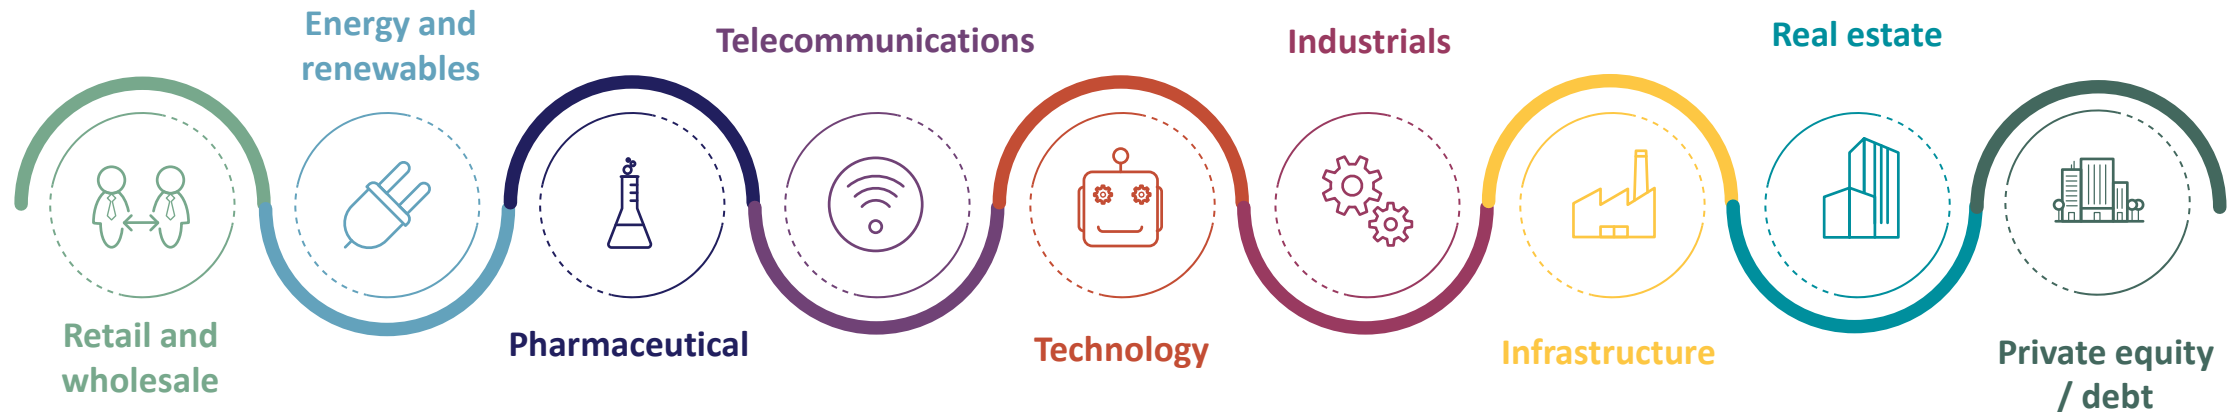 Retail and
wholesale
Energy and
renewables
Pharmaceutical
Telecommunications
Technology
Industrials
Infrastructure
Real estate
Private equity
/ debt